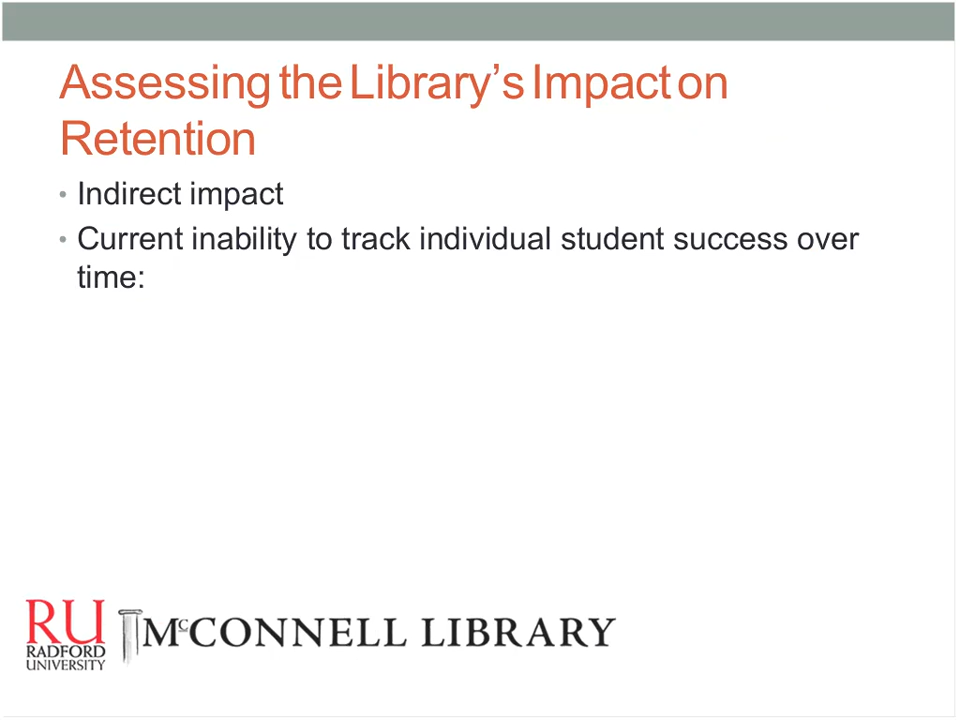 Assessing the Library’s Impact on
Retention
• Indirect impact
• Current inability to track individual student success over
time:
RU
RADFORD
UNIVERSITY
McCONNELL LIBRARY